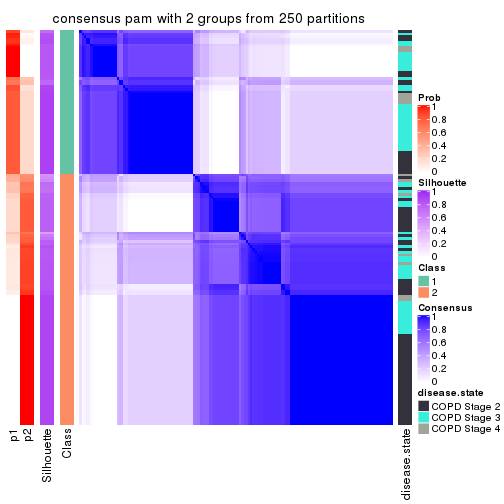 consensus pam with 2 groups from 250 partitions
Prob
1
0.8
0.6
0.4
0.2
0
Silhouette
1
0.8
0.6
0.4
0.2
0
Class
1
2
Consensus
1
0.8
0.6
0.4
0.2
0
disease.state
COPD Stage 2
COPD Stage 3
COPD Stage 4
p1
p2
Silhouette
Class
disease.state